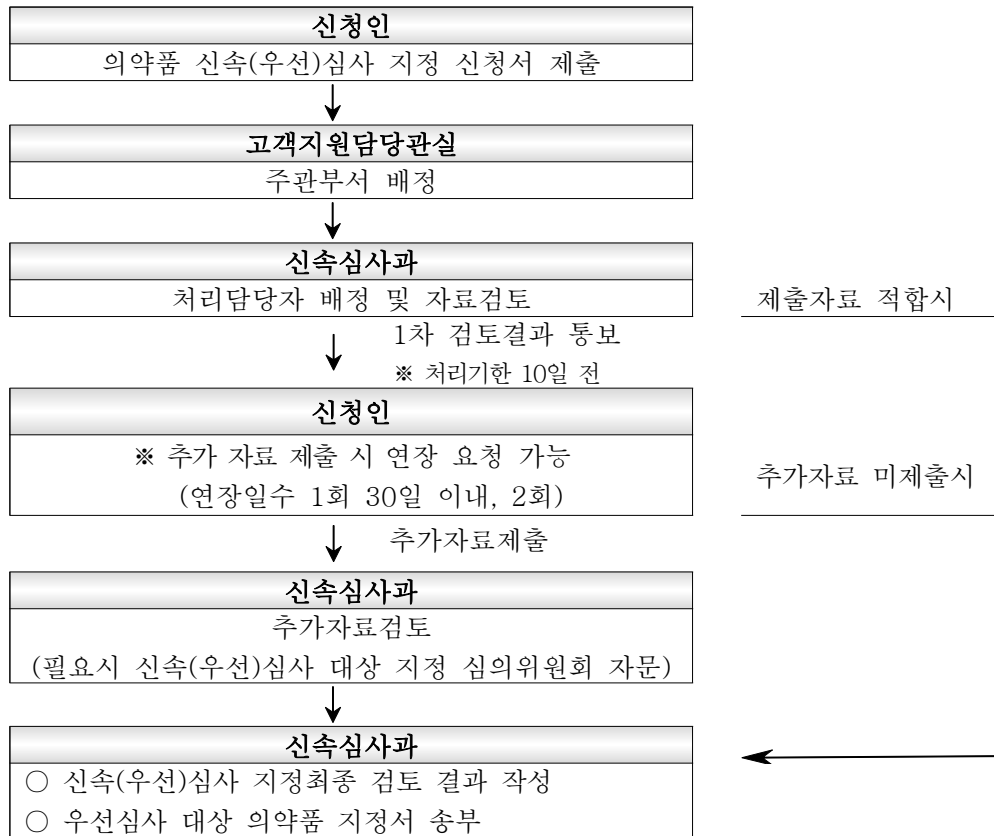 신청인
의약품 신속(우선)심사 지정 신청서 제출
고객지원담당관실
주관부서 배정
신속심사과
처리담당자 배정 및 자료검토
제출자료 적합시
1차 검토결과 통보
※ 처리기한 10일 전
신청인
※ 추가 자료 제출 시 연장 요청 가능
(연장일수 1회 30일 이내, 2회)
추가자료 미제출시
추가자료제출
신속심사과
추가자료검토
(필요시 신속(우선)심사 대상 지정 심의위원회 자문)
신속심사과
○ 신속(우선)심사 지정최종 검토 결과 작성
○ 우선심사 대상 의약품 지정서 송부